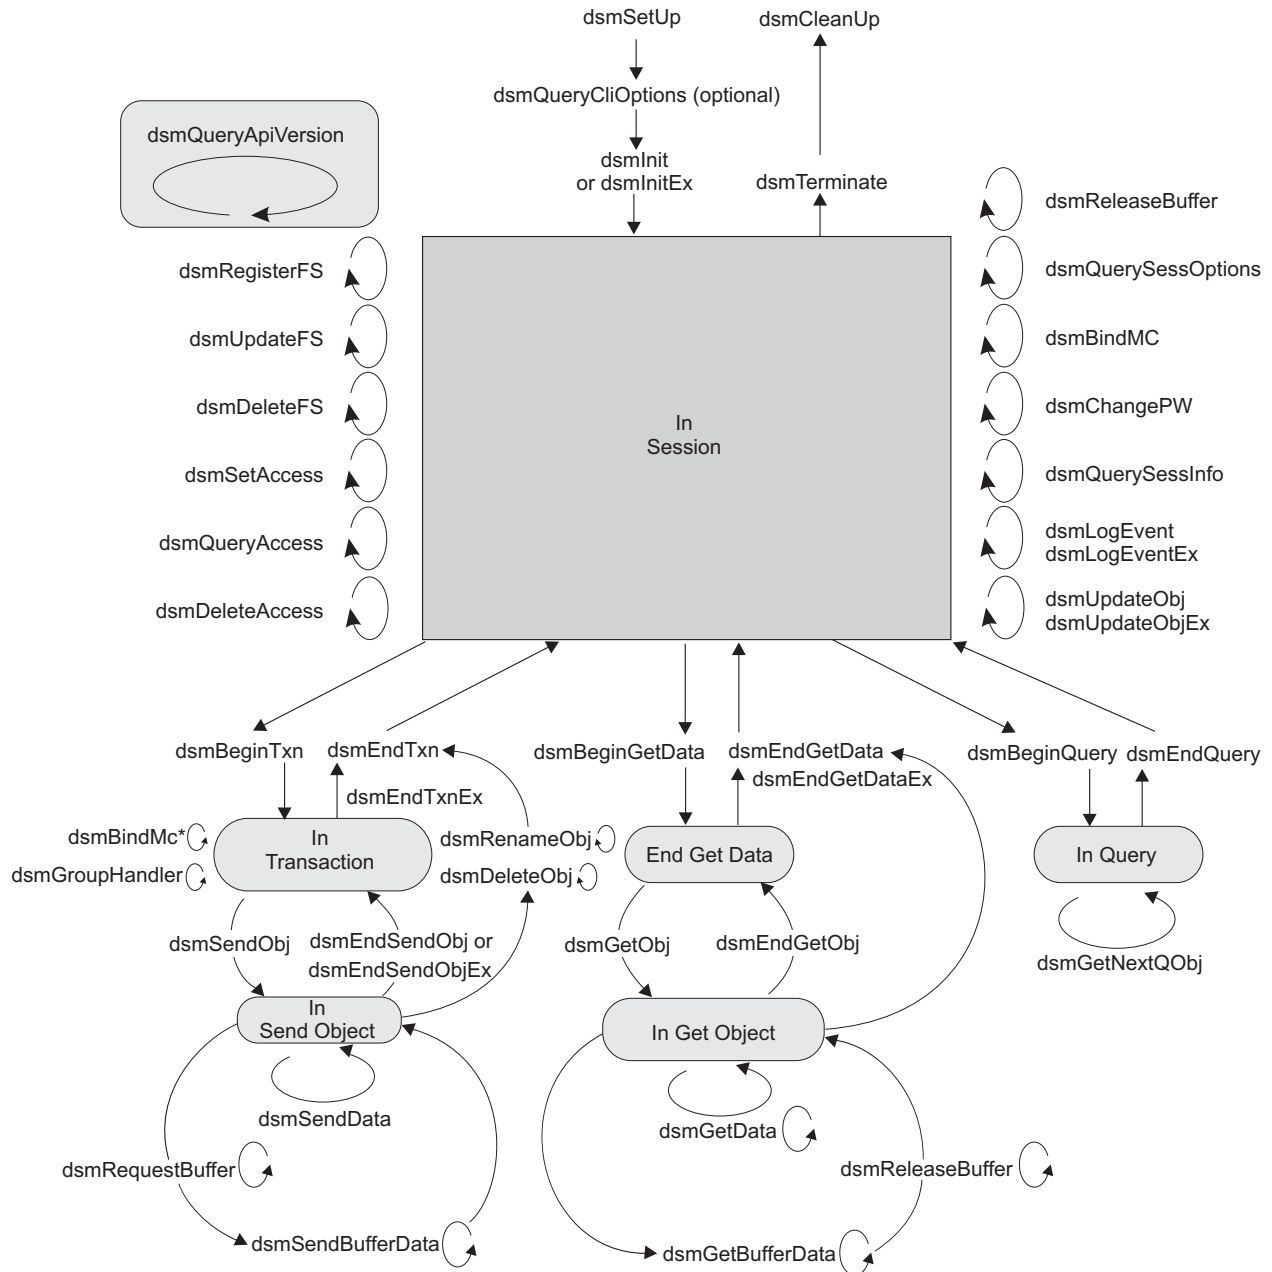 dsmSetUp
dsmCleanUp
dsmQueryCliOptions (optional)
dsmQueryApiVersion
dsmInit
or dsmInitEx
dsmTerminate
dsmReleaseBuffer
dsmRegisterFS
dsmQuerySessOptions
dsmUpdateFS
dsmBindMC
dsmDeleteFS
dsmChangePW
In
Session
dsmSetAccess
dsmQuerySessInfo
dsmQueryAccess
dsmLogEvent
dsmLogEventEx
dsmDeleteAccess
dsmUpdateObj
dsmUpdateObjEx
dsmBeginTxn
dsmEndTxn
dsmBeginGetData
dsmEndGetData
dsmBeginQuery
dsmEndQuery
dsmEndTxnEx
dsmEndGetDataEx
dsmBindMc*
In
Transaction
dsmRenameObj
End Get Data
In Query
dsmGroupHandler
dsmDeleteObj
dsmSendObj
dsmEndSendObj or
dsmEndSendObjEx
dsmGetObj
dsmEndGetObj
dsmGetNextQObj
In
Send Object
In Get Object
dsmSendData
dsmGetData
dsmRequestBuffer
dsmReleaseBuffer
dsmSendBufferData
dsmGetBufferData